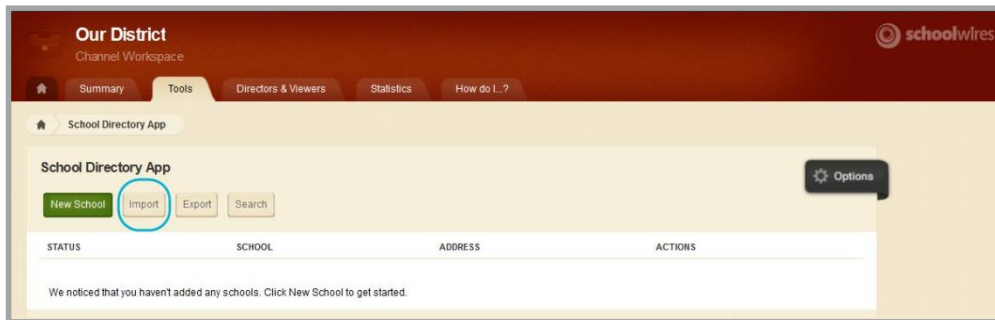 Our District
schoolwires
Channel Workspace
Summary Tools Directors & Viewers Statistics How do I...?
School Directory App
School Directory App
Options
New School Import Export Search
STATUS SCHOOL ADDRESS ACTIONS
We noticed that you haven't added any schools. Click New School to get started.